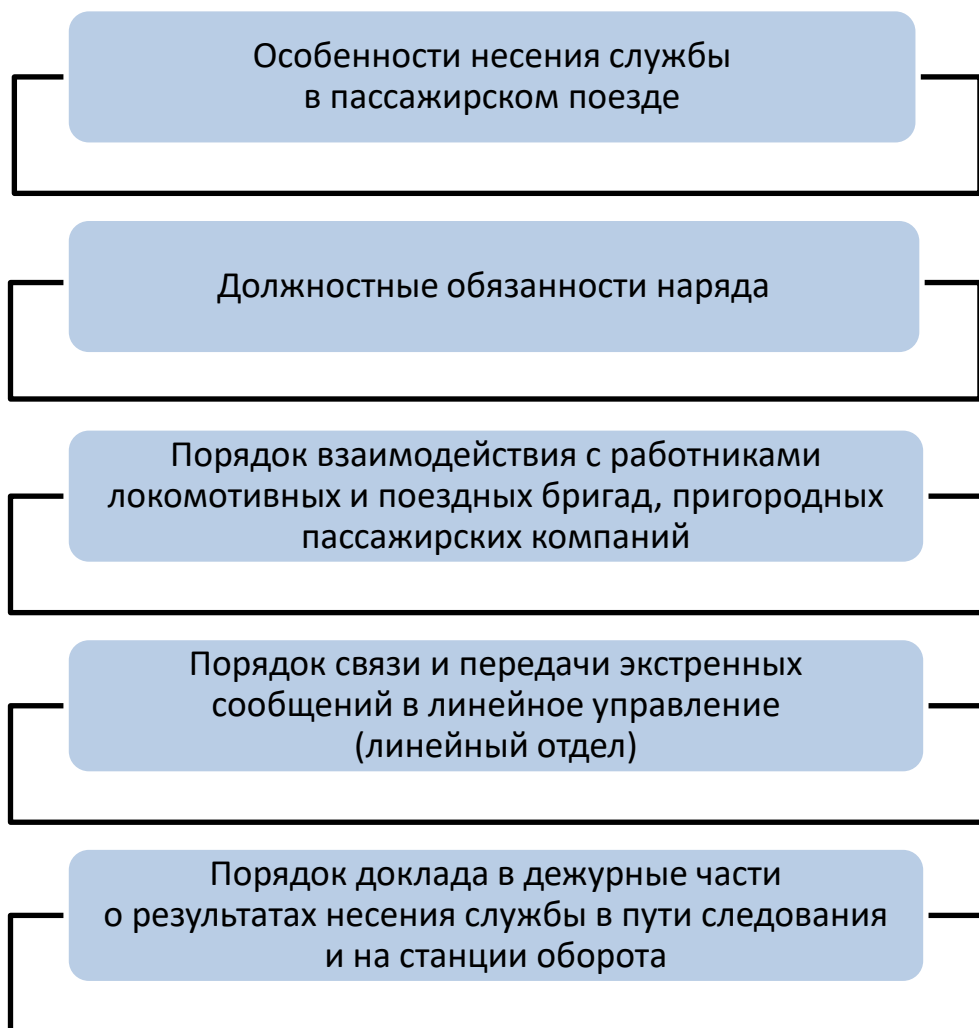 Особенности несения службы
в пассажирском поезде
Должностные обязанности наряда
Порядок взаимодействия с работниками
локомотивных и поездных бригад, пригородных
пассажирских компаний
Порядок связи и передачи экстренных
сообщений в линейное управление
(линейный отдел)
Порядок доклада в дежурные части
о результатах несения службы в пути следования
и на станции оборота